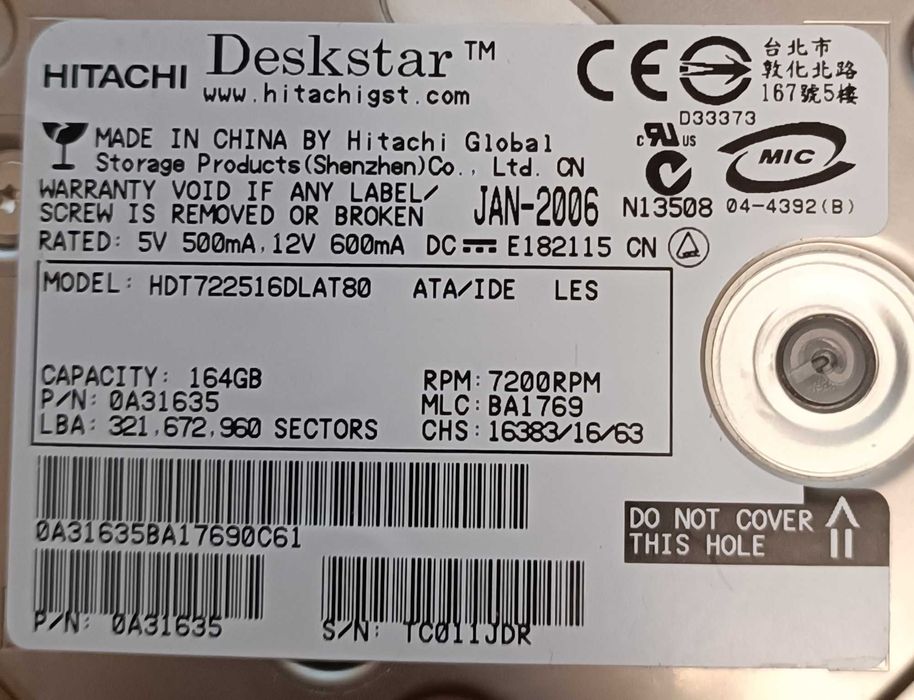 HITACHI Deskstar™
www.hitachigst.com
CE
台北市
敦化北路
167號5樓
D33373
MADE IN CHINA BY Hitachi Global
Storage Products(Shenzhen)Co., Ltd. CN
c UR US
MIC
WARRANTY VOID IF ANY LABEL/
SCREW IS REMOVED OR BROKEN
JAN-2006
N13508 04-4392(B)
RATED: 5V 500mA,12V 600mA DC E182115 CN
MODEL: HDT722516DLAT80 ATA/IDE LES
CAPACITY: 164GB RPM:7200RPM
P/N: 0A31635 MLC:BA1769
LBA: 321,672,960 SECTORS CHS:16383/16/63
0A31635BA17690C61
DO NOT COVER
THIS HOLE
P/N: 0A31635 S/N: TC011JDR